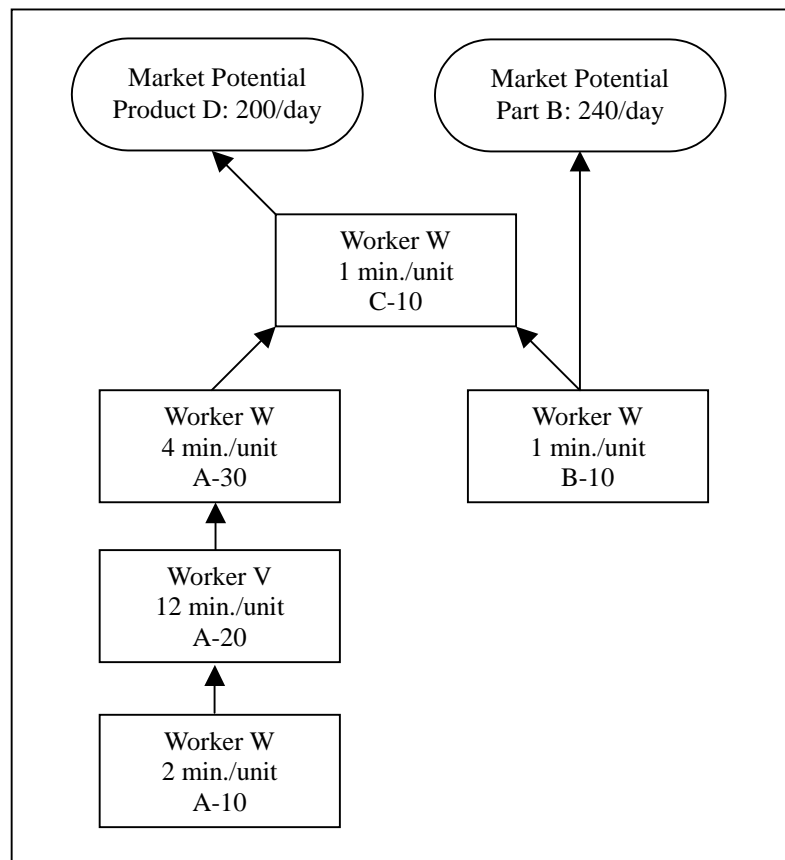 Market Potential
Product D: 200/day
Market Potential
Part B: 240/day
Worker W
1 min./unit
C-10
Worker W
4 min./unit
A-30
Worker W
1 min./unit
B-10
Worker V
12 min./unit
A-20
Worker W
2 min./unit
A-10